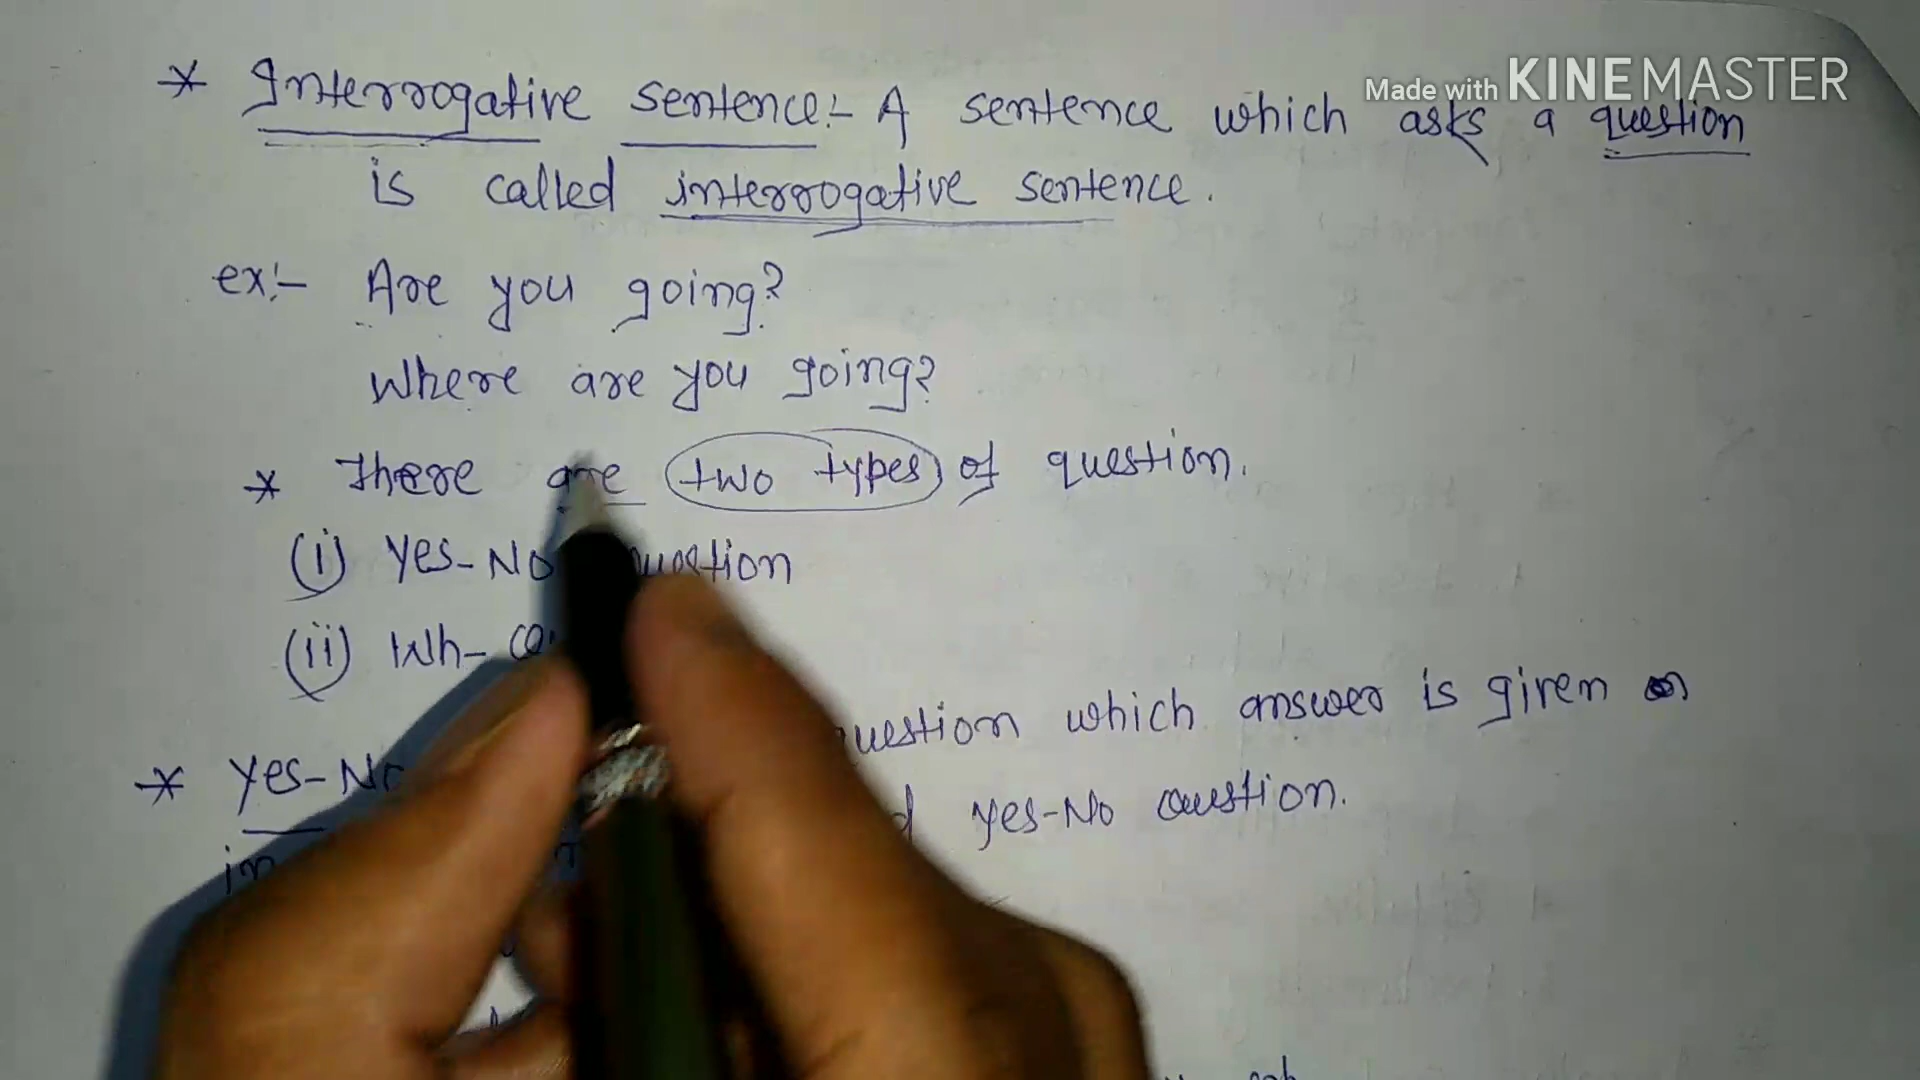 Made with KINEMASTER
* Interrogative sentence:- A sentence which asks a question
is called interrogative sentence.
ex:- Are you going?
Where are you going?
* There are two types of question.
(i) Yes-No question
(ii) Wh-
* Yes-No question which answer is given
in yes-No Question.